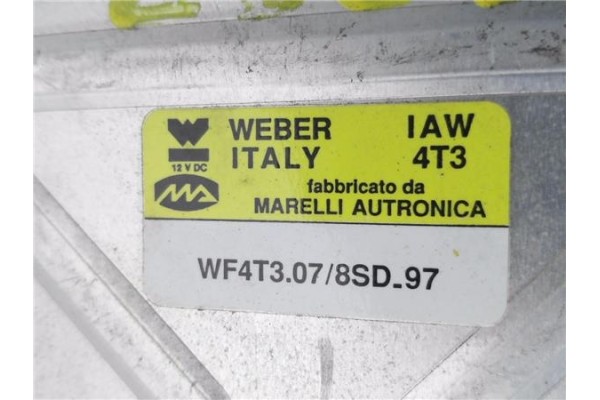 WEBER IAW
ITALY 4T3
12 V DC
fabbricato da
MARELLI AUTRONICA
WF4T3.07/8SD-97